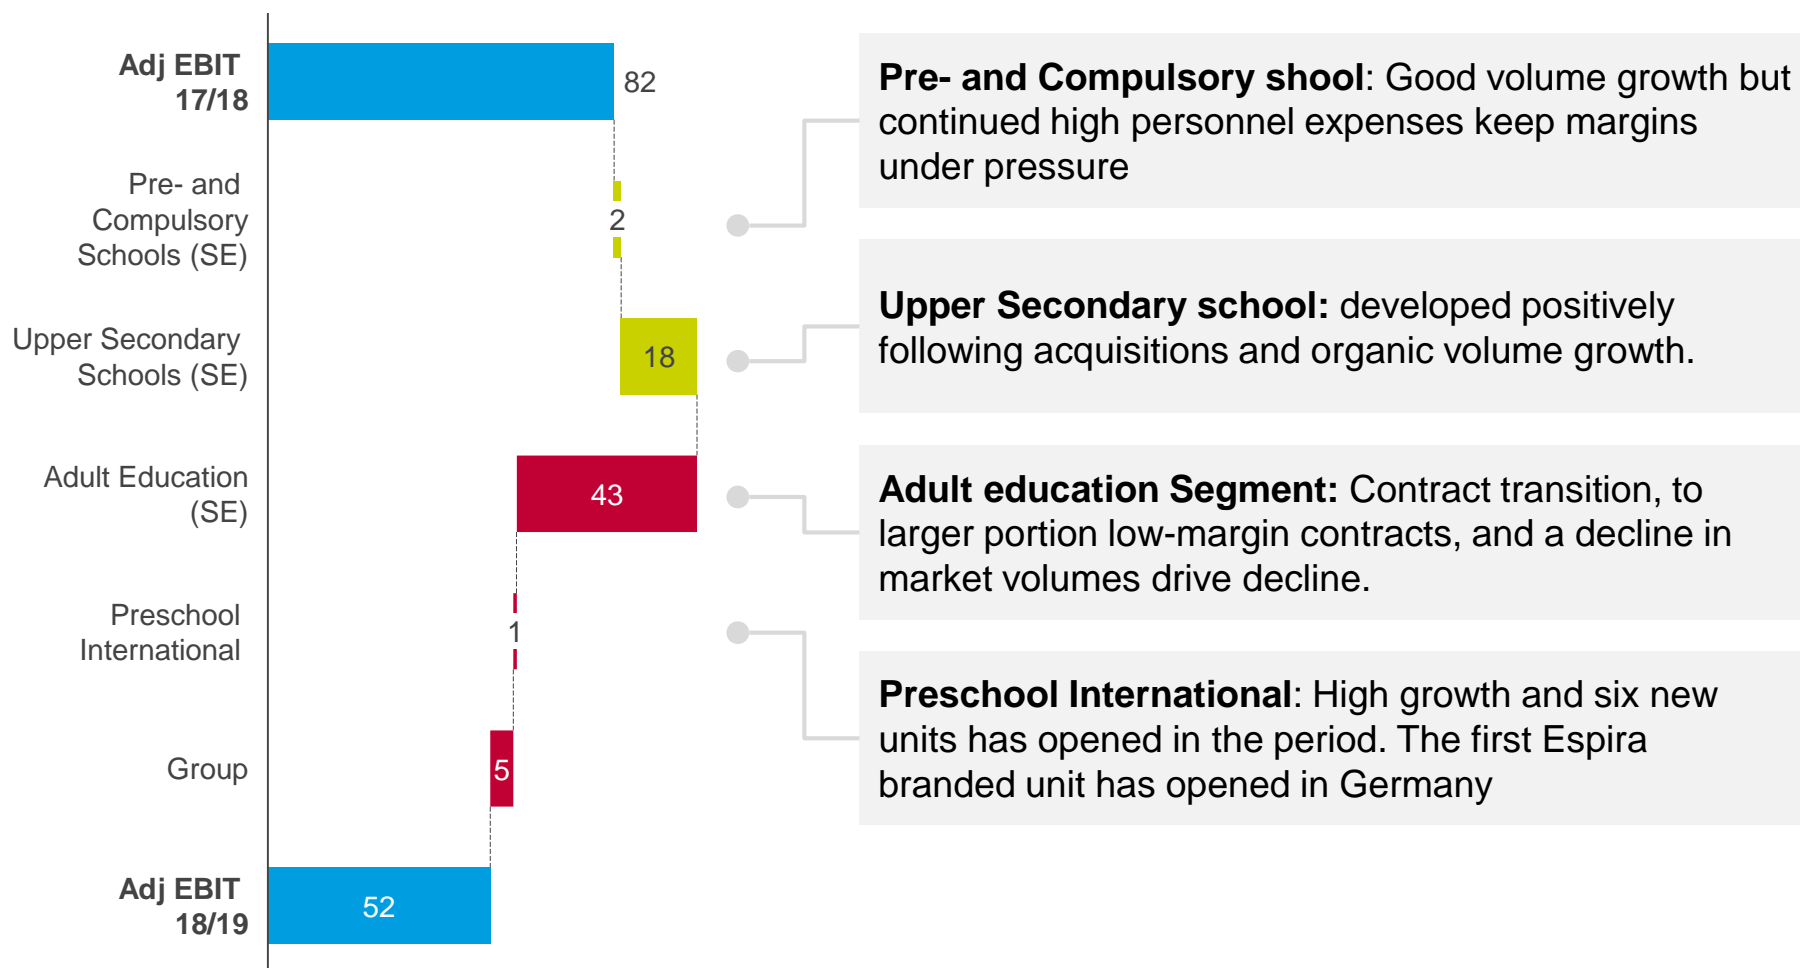 Adj EBIT
17/18
82
Pre- and
Compulsory
Schools (SE)
2
Upper Secondary
Schools (SE)
18
Adult Education
(SE)
43
Preschool
International
1
Group
5
Adj EBIT
18/19
52
Pre- and Compulsory shool: Good volume growth but
continued high personnel expenses keep margins
under pressure
Upper Secondary school: developed positively
following acquisitions and organic volume growth.
Adult education Segment: Contract transition, to
larger portion low-margin contracts, and a decline in
market volumes drive decline.
Preschool International: High growth and six new
units has opened in the period. The first Espira
branded unit has opened in Germany